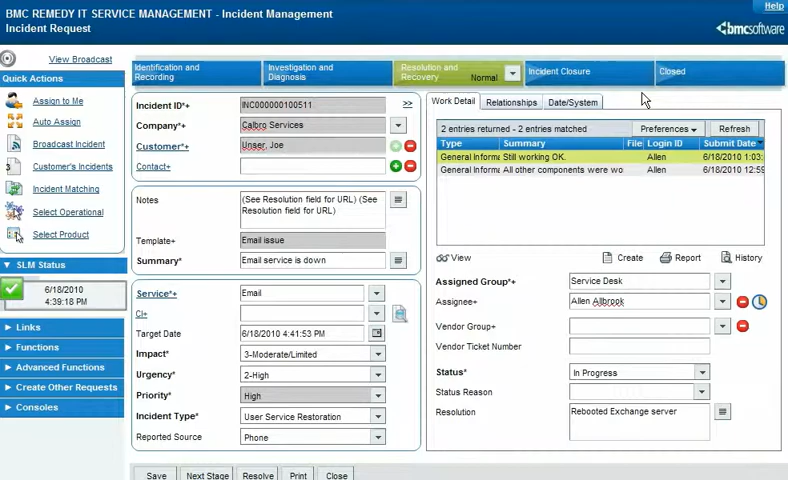 BMC REMEDY IT SERVICE MANAGEMENT - Incident Management
Help
Incident Request
bmcsoftware
View Broadcast
Quick Actions
Assign to Me
Auto Assign
Broadcast Incident
Customer's Incidents
Incident Matching
Select Operational
Select Product
SLM Status
6/18/2010
4:39:18 PM
Links
Functions
Advanced Functions
Create Other Requests
Consoles
Identification and
Recording
Investigation and
Diagnosis
Resolution and
Recovery
Normal
Incident Closure
Closed
Incident ID*+
INC000000100511
>>
Company*+
Calbro Services
Customer*+
Unser, Joe
Contact+
Notes
(See Resolution field for URL) (See
Resolution field for URL)
Template+
Email issue
Summary*
Email service is down
Service*+
Email
CI+
Target Date
6/18/2010 4:41:53 PM
Impact*
3-Moderate/Limited
Urgency*
2-High
Priority*
High
Incident Type*
User Service Restoration
Reported Source
Phone
Work Detail
Relationships
Date/System
2 entries returned - 2 entries matched
Preferences
Refresh
Type Summary File Login ID Submit Date
General Informa Still working OK. Allen 6/18/2010 1:03:
General Informa All other components were wo Allen 6/18/2010 12:59
View
Create
Report
History
Assigned Group*+
Service Desk
Assignee+
Allen Allbrook
Vendor Group+
Vendor Ticket Number
Status*
In Progress
Status Reason
Resolution
Rebooted Exchange server
Save
Next Stage
Resolve
Print
Close